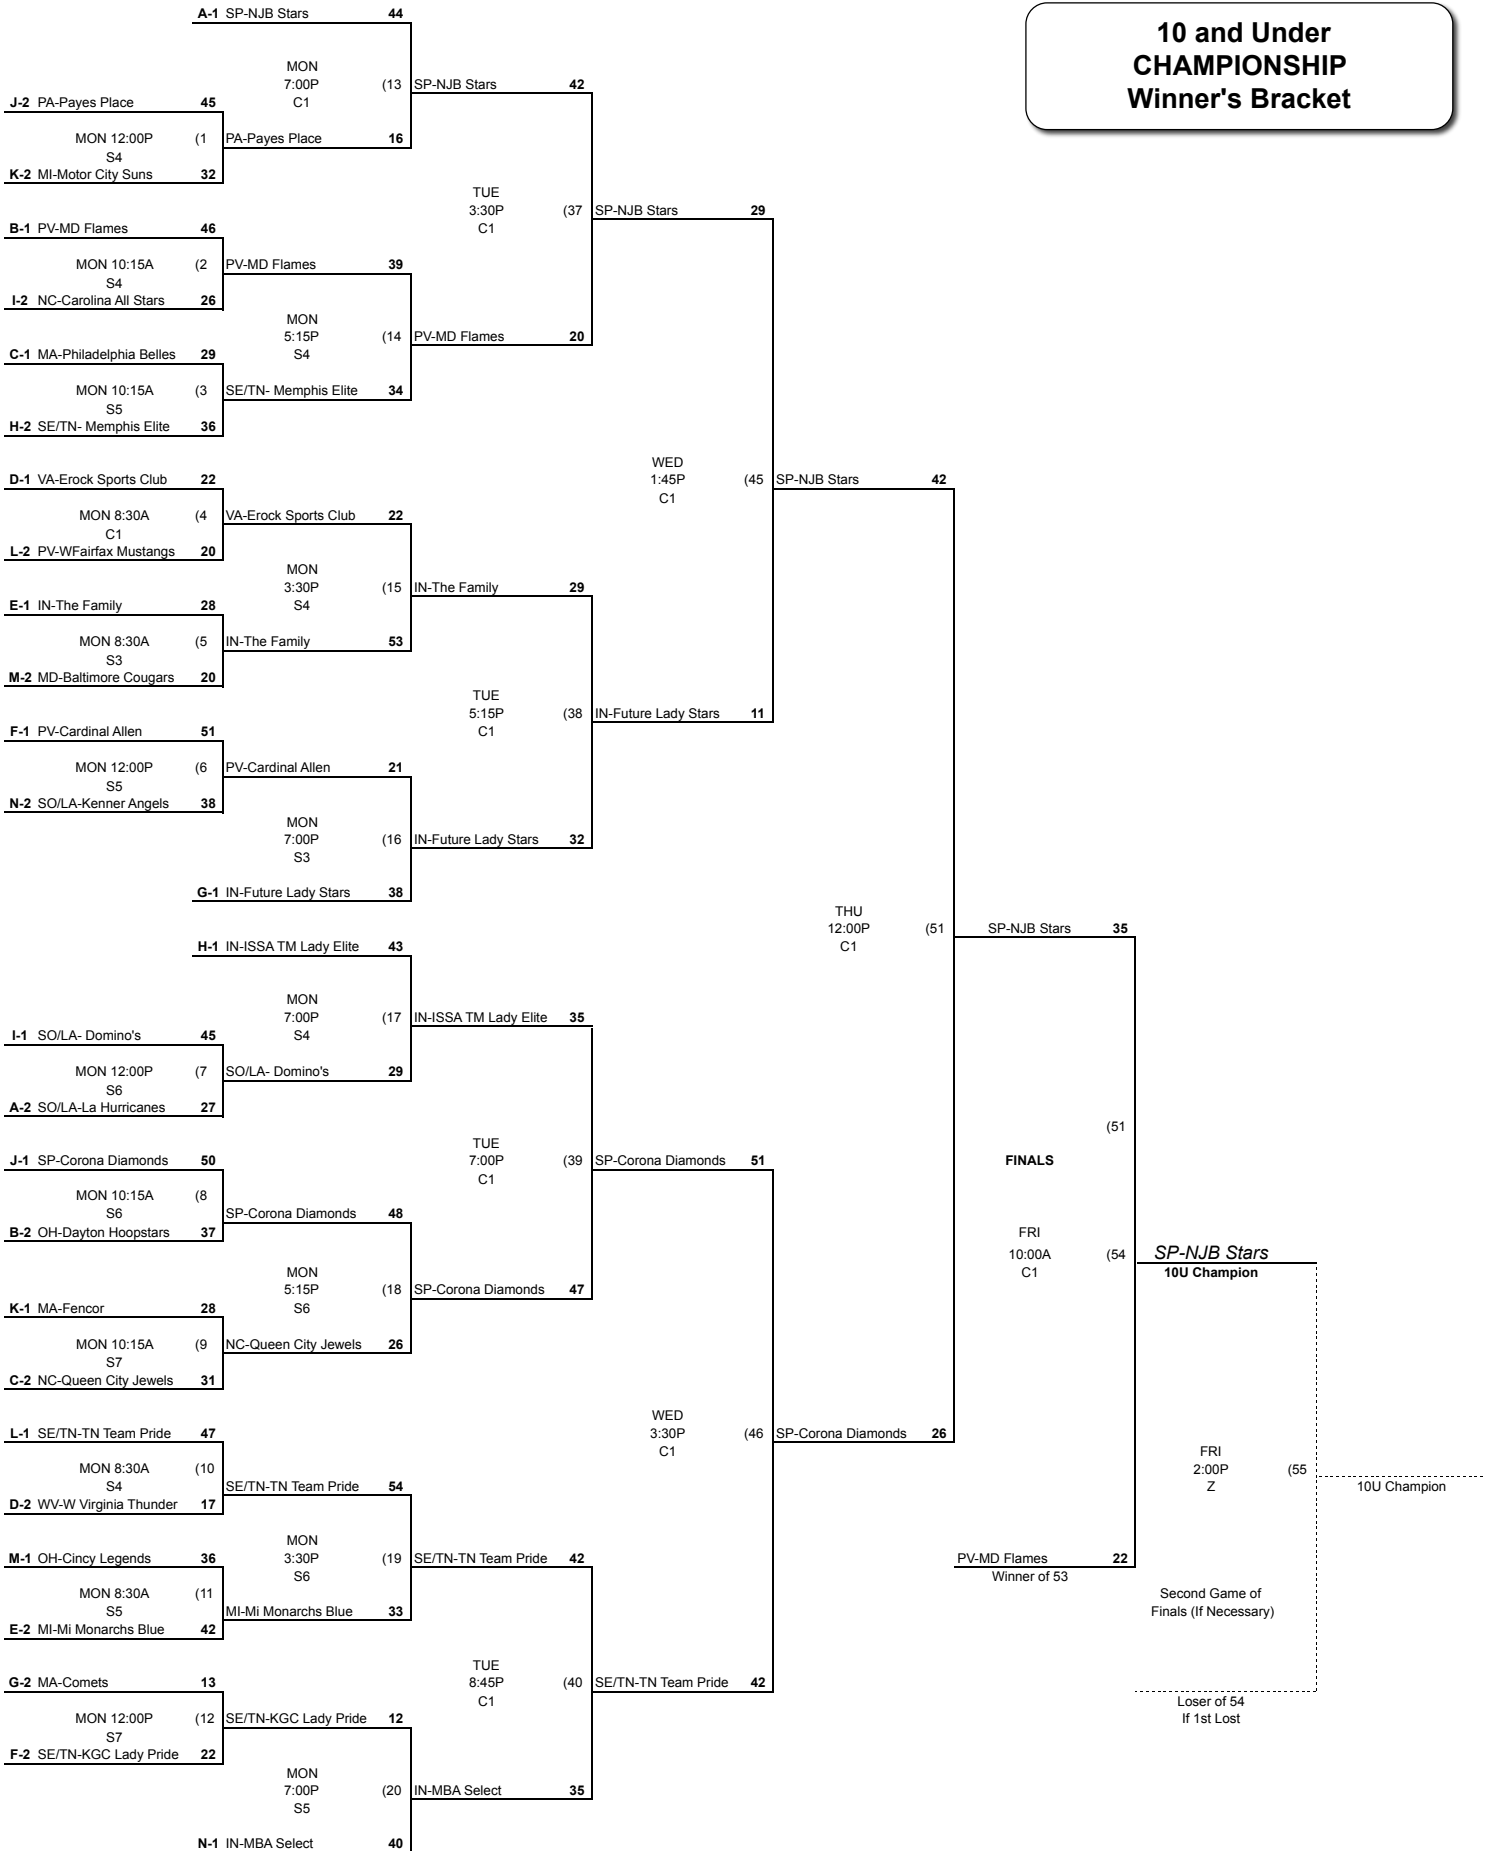 10 and Under
CHAMPIONSHIP
Winner's Bracket
A-1 SP-NJB Stars 44
MON
7:00P (13 SP-NJB Stars 42
C1
J-2 PA-Payes Place 45
MON 12:00P (1 PA-Payes Place 16
S4
K-2 MI-Motor City Suns 32
TUE
3:30P (37 SP-NJB Stars 29
C1
B-1 PV-MD Flames 46
MON 10:15A (2 PV-MD Flames 39
S4
I-2 NC-Carolina All Stars 26
MON
5:15P (14 PV-MD Flames 20
S4
C-1 MA-Philadelphia Belles 29
MON 10:15A (3 SE/TN- Memphis Elite 34
S5
H-2 SE/TN- Memphis Elite 36
WED
1:45P (45 SP-NJB Stars 42
C1
D-1 VA-Erock Sports Club 22
MON 8:30A (4 VA-Erock Sports Club 22
C1
L-2 PV-WFairfax Mustangs 20
MON
3:30P (15 IN-The Family 29
S4
E-1 IN-The Family 28
MON 8:30A (5 IN-The Family 53
S3
M-2 MD-Baltimore Cougars 20
TUE
5:15P (38 IN-Future Lady Stars 11
C1
F-1 PV-Cardinal Allen 51
MON 12:00P (6 PV-Cardinal Allen 21
S5
N-2 SO/LA-Kenner Angels 38
MON
7:00P (16 IN-Future Lady Stars 32
S3
G-1 IN-Future Lady Stars 38
THU
12:00P (51 SP-NJB Stars 35
C1
H-1 IN-ISSA TM Lady Elite 43
MON
7:00P (17 IN-ISSA TM Lady Elite 35
S4
I-1 SO/LA- Domino's 45
MON 12:00P (7 SO/LA- Domino's 29
S6
A-2 SO/LA-La Hurricanes 27
(51
TUE
7:00P (39 SP-Corona Diamonds 51
C1
FINALS
J-1 SP-Corona Diamonds 50
MON 10:15A (8
S6 SP-Corona Diamonds 48
B-2 OH-Dayton Hoopstars 37
FRI
10:00A (54 SP-NJB Stars
C1 10U Champion
MON
5:15P (18 SP-Corona Diamonds 47
S6
K-1 MA-Fencor 28
MON 10:15A (9 NC-Queen City Jewels 26
S7
C-2 NC-Queen City Jewels 31
WED
3:30P (46 SP-Corona Diamonds 26
C1
L-1 SE/TN-TN Team Pride 47
MON 8:30A (10
S4 SE/TN-TN Team Pride 54
D-2 WV-W Virginia Thunder 17
FRI
2:00P (55
Z
10U Champion
MON
3:30P (19 SE/TN-TN Team Pride 42
S6
M-1 OH-Cincy Legends 36
MON 8:30A (11
S5 MI-Mi Monarchs Blue 33
E-2 MI-Mi Monarchs Blue 42
PV-MD Flames 22
Winner of 53
Second Game of
Finals (If Necessary)
TUE
8:45P (40 SE/TN-TN Team Pride 42
C1
G-2 MA-Comets 13
MON 12:00P (12 SE/TN-KGC Lady Pride 12
S7
F-2 SE/TN-KGC Lady Pride 22
Loser of 54
If 1st Lost
MON
7:00P (20 IN-MBA Select 35
S5
N-1 IN-MBA Select 40